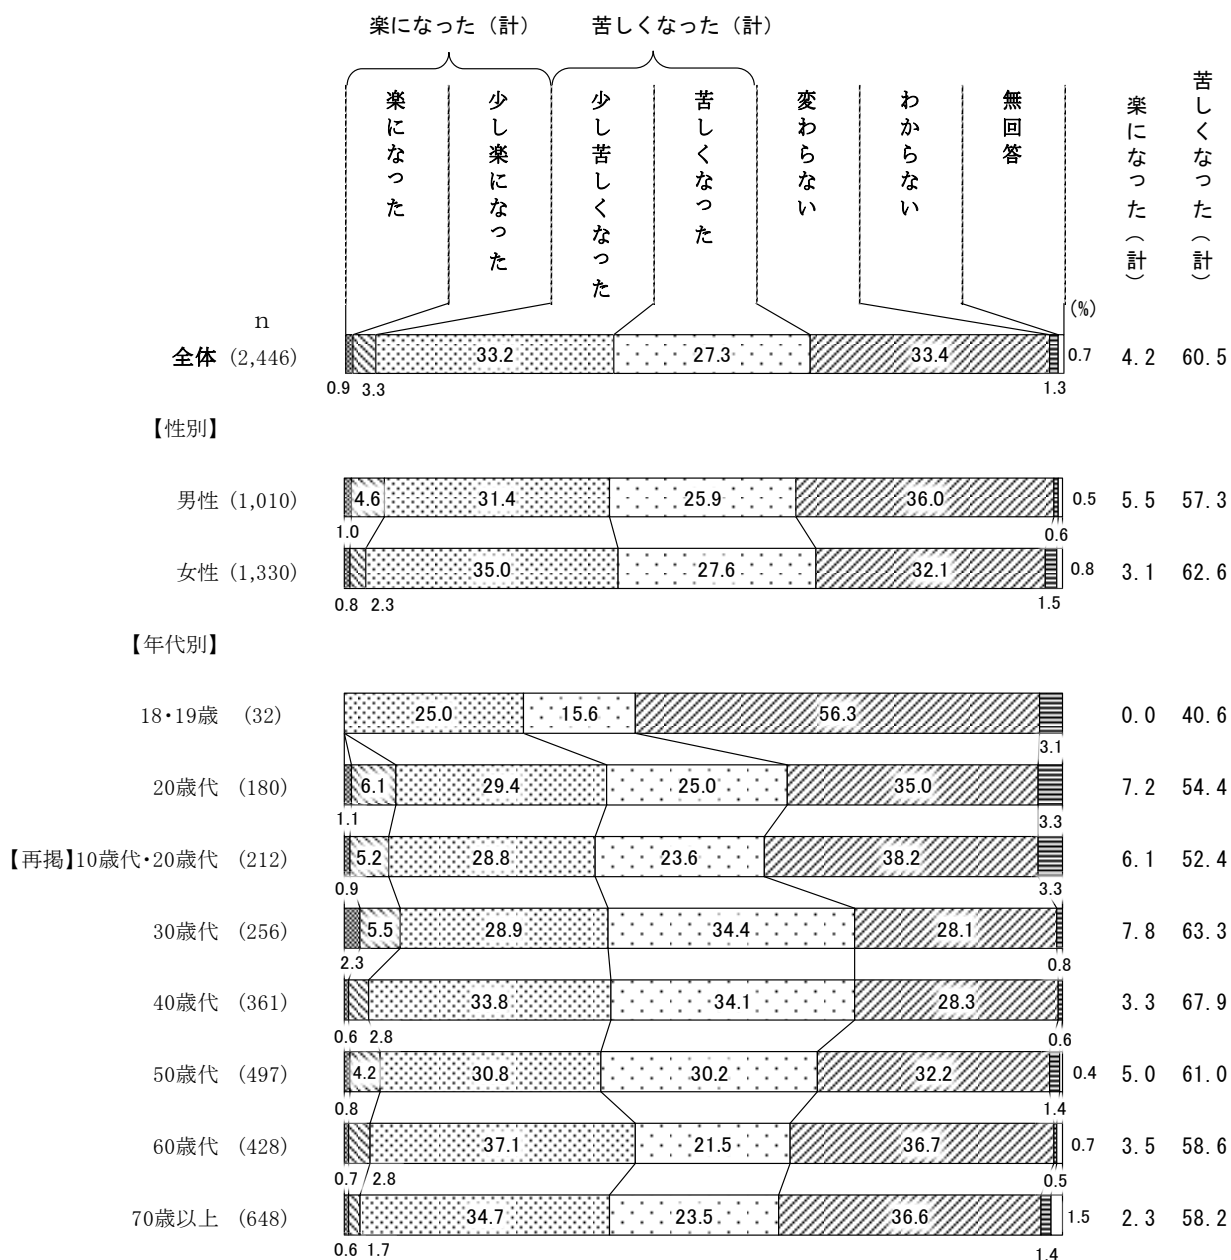 楽になった（計） 苦しくなった（計）
楽になった
少し楽になった
少し苦しくなった
苦しくなった
変わらない
わからない
無回答
楽になった（計）
苦しくなった（計）
(%)
n
全体 (2,446) 33.2 27.3 33.4 0.7 4.2 60.5
0.9 3.3 1.3
【性別】
男性 (1,010) 4.6 31.4 25.9 36.0 0.5 5.5 57.3
1.0 0.6
女性 (1,330) 35.0 27.6 32.1 0.8 3.1 62.6
0.8 2.3 1.5
【年代別】
18・19歳 (32) 25.0 15.6 56.3 0.0 40.6
3.1
20歳代 (180) 6.1 29.4 25.0 35.0 7.2 54.4
1.1 3.3
【再掲】10歳代・20歳代 (212) 5.2 28.8 23.6 38.2 6.1 52.4
0.9 3.3
30歳代 (256) 5.5 28.9 34.4 28.1 7.8 63.3
2.3 0.8
40歳代 (361) 33.8 34.1 28.3 3.3 67.9
0.6 2.8 0.6
50歳代 (497) 4.2 30.8 30.2 32.2 0.4 5.0 61.0
0.8 1.4
60歳代 (428) 37.1 21.5 36.7 0.7 3.5 58.6
0.7 2.8 0.5
70歳以上 (648) 34.7 23.5 36.6 1.5 2.3 58.2
0.6 1.7 1.4